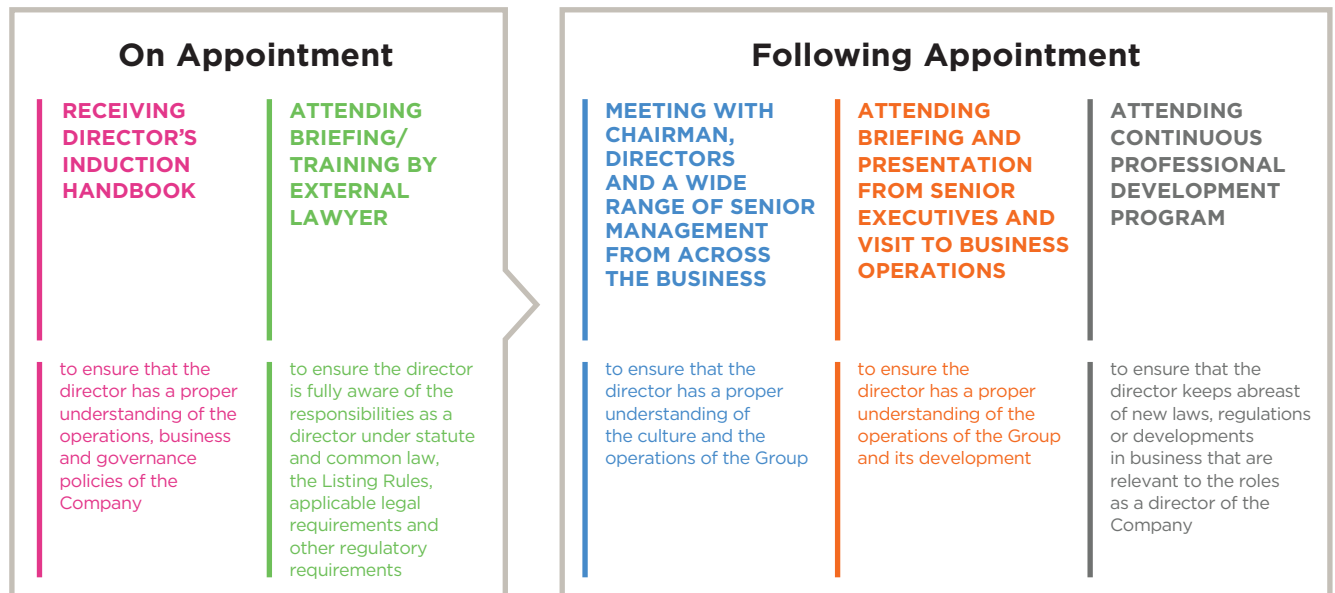 On Appointment
RECEIVING
DIRECTOR’S
INDUCTION
HANDBOOK
to ensure that the
director has a proper
understanding of the
operations, business
and governance
policies of the
Company
ATTENDING
BRIEFING/
TRAINING BY
EXTERNAL
LAWYER
to ensure the director
is fully aware of the
responsibilities as a
director under statute
and common law,
the Listing Rules,
applicable legal
requirements and
other regulatory
requirements
Following Appointment
MEETING WITH
CHAIRMAN,
DIRECTORS
AND A WIDE
RANGE OF SENIOR
MANAGEMENT
FROM ACROSS
THE BUSINESS
to ensure that the
director has a proper
understanding of
the culture and the
operations of the Group
ATTENDING
BRIEFING AND
PRESENTATION
FROM SENIOR
EXECUTIVES AND
VISIT TO BUSINESS
OPERATIONS
to ensure the
director has a proper
understanding of the
operations of the Group
and its development
ATTENDING
CONTINUOUS
PROFESSIONAL
DEVELOPMENT
PROGRAM
to ensure that the
director keeps abreast
of new laws, regulations
or developments
in business that are
relevant to the roles
as a director of the
Company